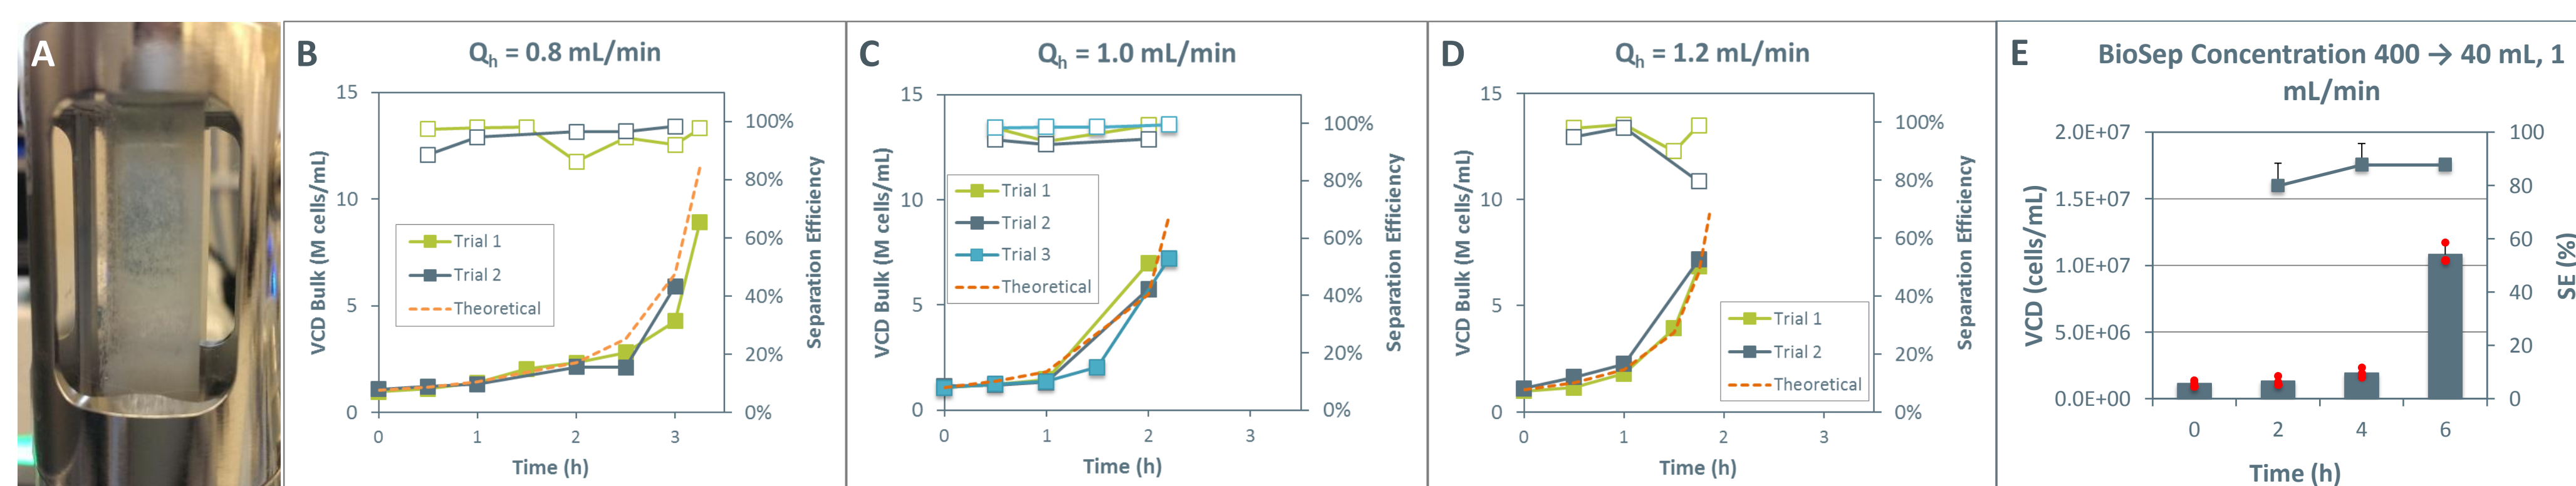 A
B
Qh = 0.8 mL/min
15
10
5
0
VCD Bulk (M cells/mL)
100%
80%
60%
40%
20%
0%
Separation Efficiency
Trial 1
Trial 2
Theoretical
0 1 2 3
Time (h)
C
Qh = 1.0 mL/min
15
10
5
0
VCD Bulk (M cells/mL)
100%
80%
60%
40%
20%
0%
Separation Efficiency
Trial 1
Trial 2
Trial 3
Theoretical
0 1 2 3
Time (h)
D
Qh = 1.2 mL/min
15
10
5
0
VCD Bulk (M cells/mL)
100%
80%
60%
40%
20%
0%
Separation Efficiency
Trial 1
Trial 2
Theoretical
0 1 2 3
Time (h)
E
BioSep Concentration 400 → 40 mL, 1
mL/min
2.0E+07
1.5E+07
1.0E+07
5.0E+06
0.0E+00
VCD (cells/mL)
100
80
60
40
20
0
SE (%)
0 2 4 6
Time (h)